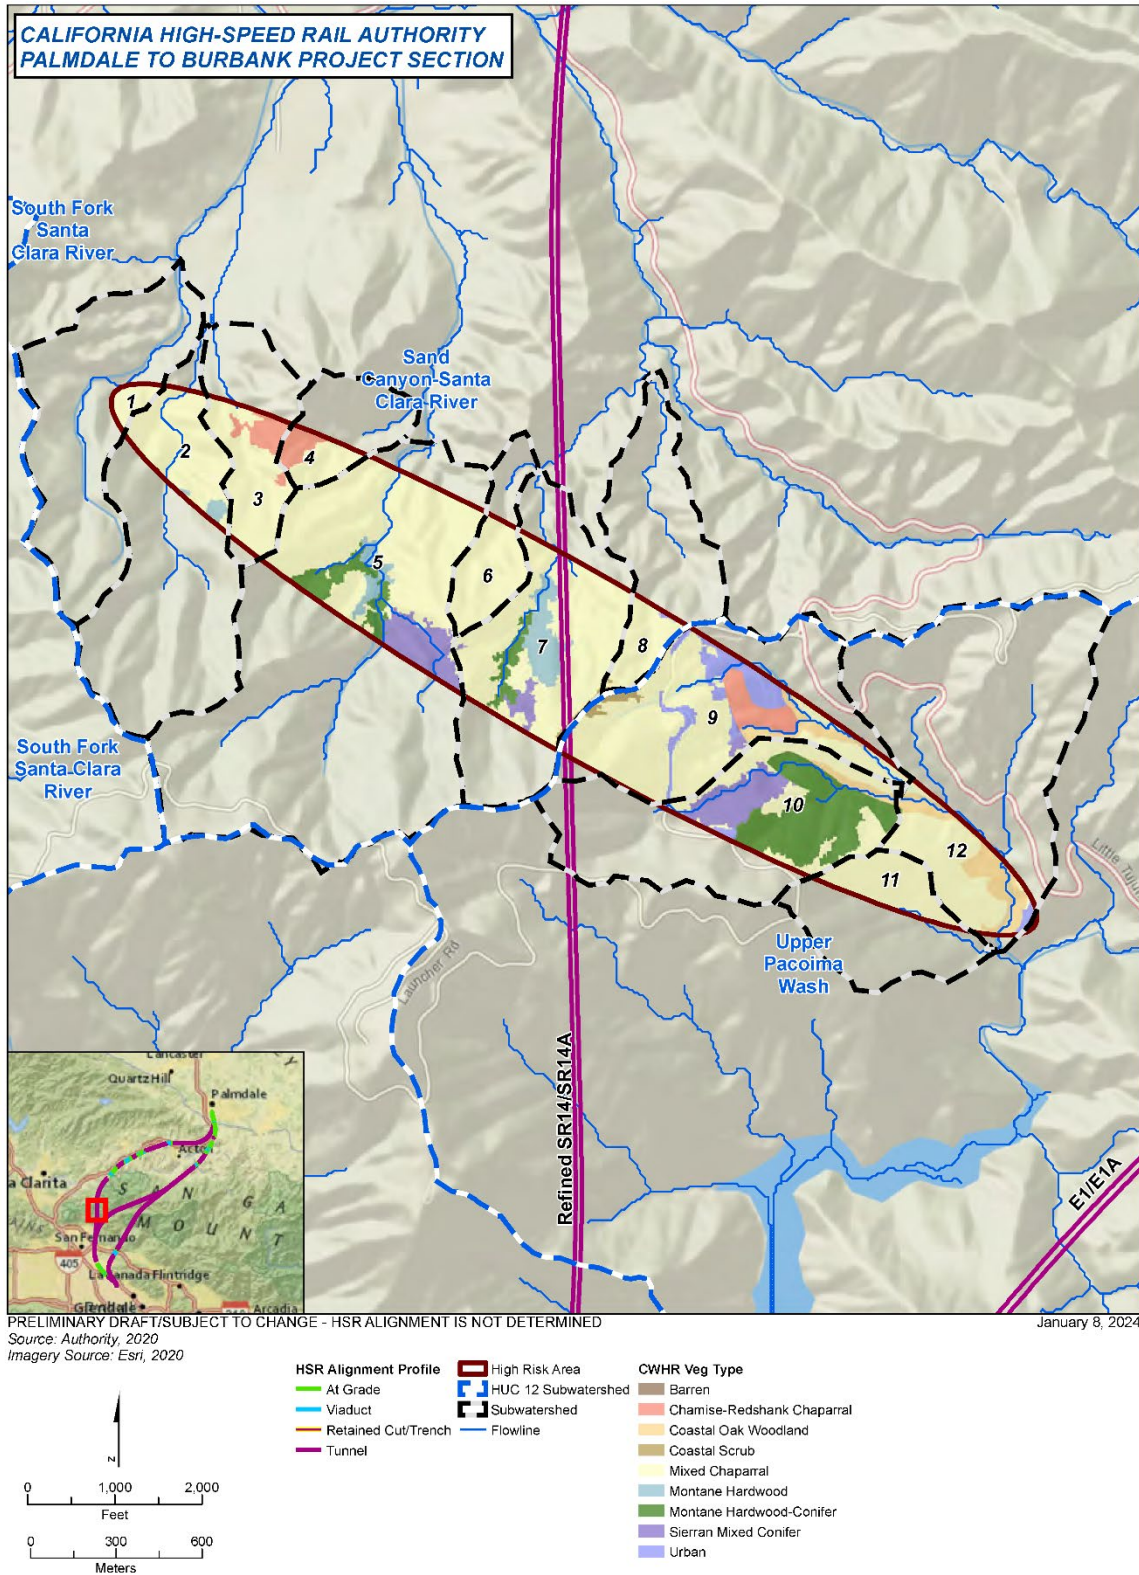 CALIFORNIA HIGH-SPEED RAIL AUTHORITY
PALMDALE TO BURBANK PROJECT SECTION
South Fork
Santa
Clara River
Sand
Canyon-Santa
Clara River
1
2
3
4
5
6
7
8
9
10
11
12
South Fork
Santa Clara
River
Upper
Pacoima
Wash
Launcher Rd
Refined SR14/SR14A
E1/E1A
Lancaster
Quartz Hill
Palmdale
Acton
a Clarita
SAN GA
MOUNT
San Fernando
405
La Canada Flintridge
Glendale
Arcadia
PRELIMINARY DRAFT/SUBJECT TO CHANGE - HSR ALIGNMENT IS NOT DETERMINED
January 8, 2024
Source: Authority, 2020
Imagery Source: Esri, 2020
z
0 1,000 2,000
Feet
0 300 600
Meters
HSR Alignment Profile
At Grade
Viaduct
Retained Cut/Trench
Tunnel
High Risk Area
HUC 12 Subwatershed
Subwatershed
Flowline
CWHR Veg Type
Barren
Chamise-Redshank Chaparral
Coastal Oak Woodland
Coastal Scrub
Mixed Chaparral
Montane Hardwood
Montane Hardwood-Conifer
Sierran Mixed Conifer
Urban